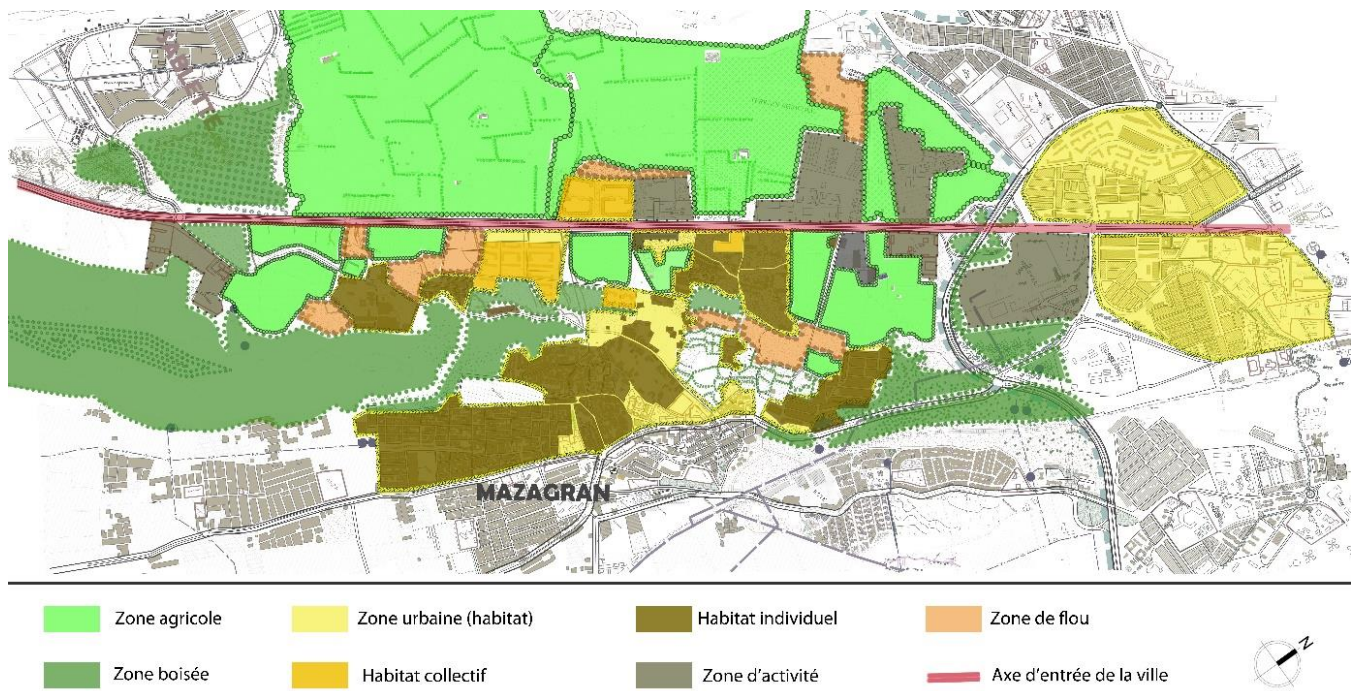 MAZAGRAN
Zone agricole
Zone urbaine (habitat)
Habitat individuel
Zone de flou
Zone boisée
Habitat collectif
Zone d'activité
Axe d'entrée de la ville
N